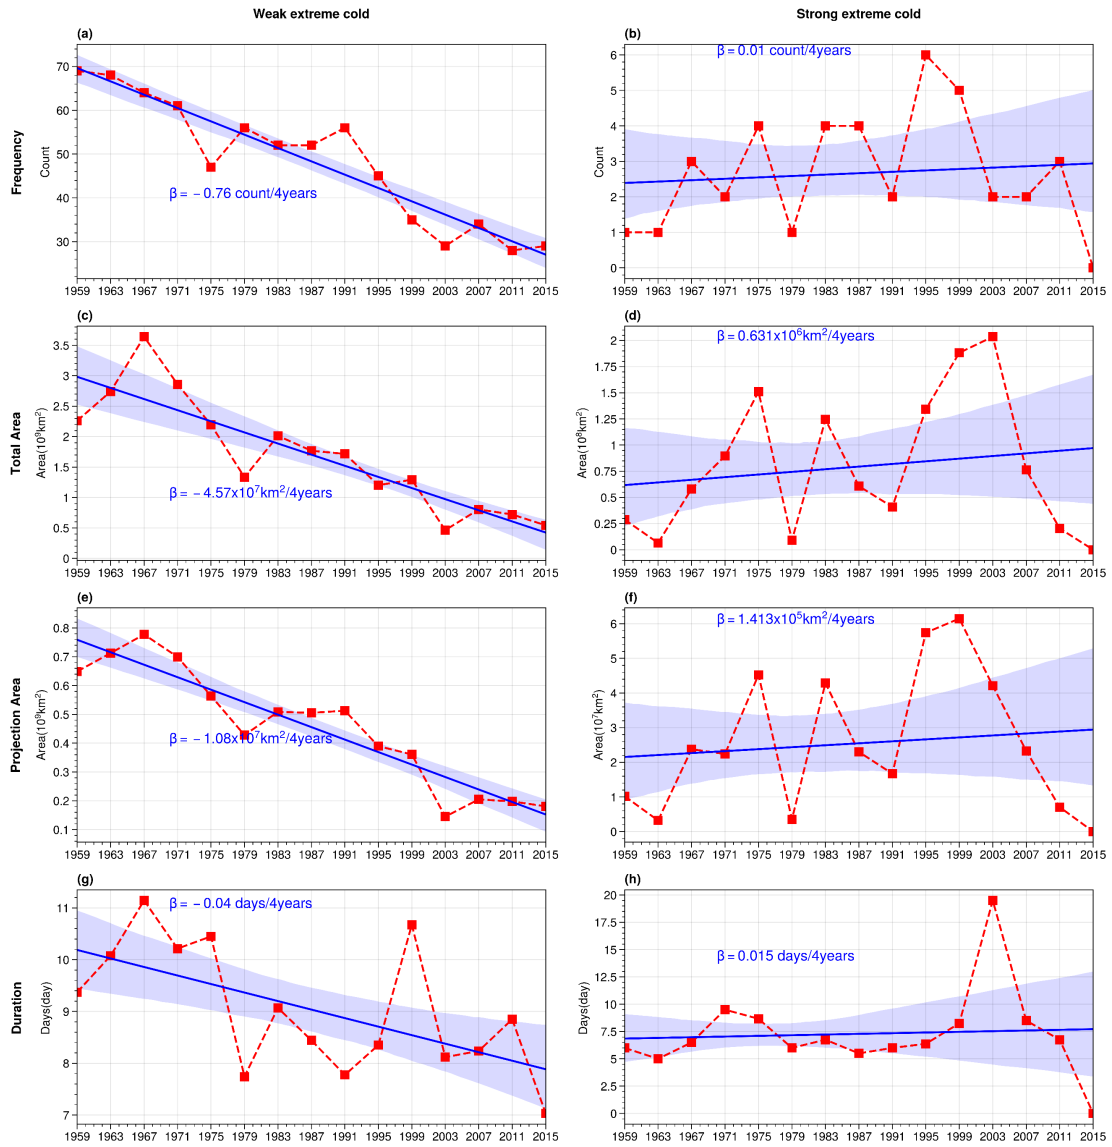 Weak extreme cold
Strong extreme cold
(a)
Frequency
Count
70
60
50
40
30
β = − 0.76 count/4years
1959 1963 1967 1971 1975 1979 1983 1987 1991 1995 1999 2003 2007 2011 2015
(b)
Count
6
5
4
3
2
1
0
β = 0.01 count/4years
1959 1963 1967 1971 1975 1979 1983 1987 1991 1995 1999 2003 2007 2011 2015
(c)
Total Area
Area(10⁹km²)
3.5
3
2.5
2
1.5
1
0.5
0
β = − 4.57x10⁷km²/4years
1959 1963 1967 1971 1975 1979 1983 1987 1991 1995 1999 2003 2007 2011 2015
(d)
Area(10⁸km²)
2
1.75
1.5
1.25
1
0.75
0.5
0.25
0
β = 0.631x10⁶km²/4years
1959 1963 1967 1971 1975 1979 1983 1987 1991 1995 1999 2003 2007 2011 2015
(e)
Projection Area
Area(10⁹km²)
0.8
0.7
0.6
0.5
0.4
0.3
0.2
0.1
β = − 1.08x10⁷km²/4years
1959 1963 1967 1971 1975 1979 1983 1987 1991 1995 1999 2003 2007 2011 2015
(f)
Area(10⁷km²)
6
5
4
3
2
1
0
β = 1.413x10⁵km²/4years
1959 1963 1967 1971 1975 1979 1983 1987 1991 1995 1999 2003 2007 2011 2015
(g)
Duration
Days(day)
11
10
9
8
7
β = − 0.04 days/4years
1959 1963 1967 1971 1975 1979 1983 1987 1991 1995 1999 2003 2007 2011 2015
(h)
Days(day)
20
17.5
15
12.5
10
7.5
5
2.5
0
β = 0.015 days/4years
1959 1963 1967 1971 1975 1979 1983 1987 1991 1995 1999 2003 2007 2011 2015